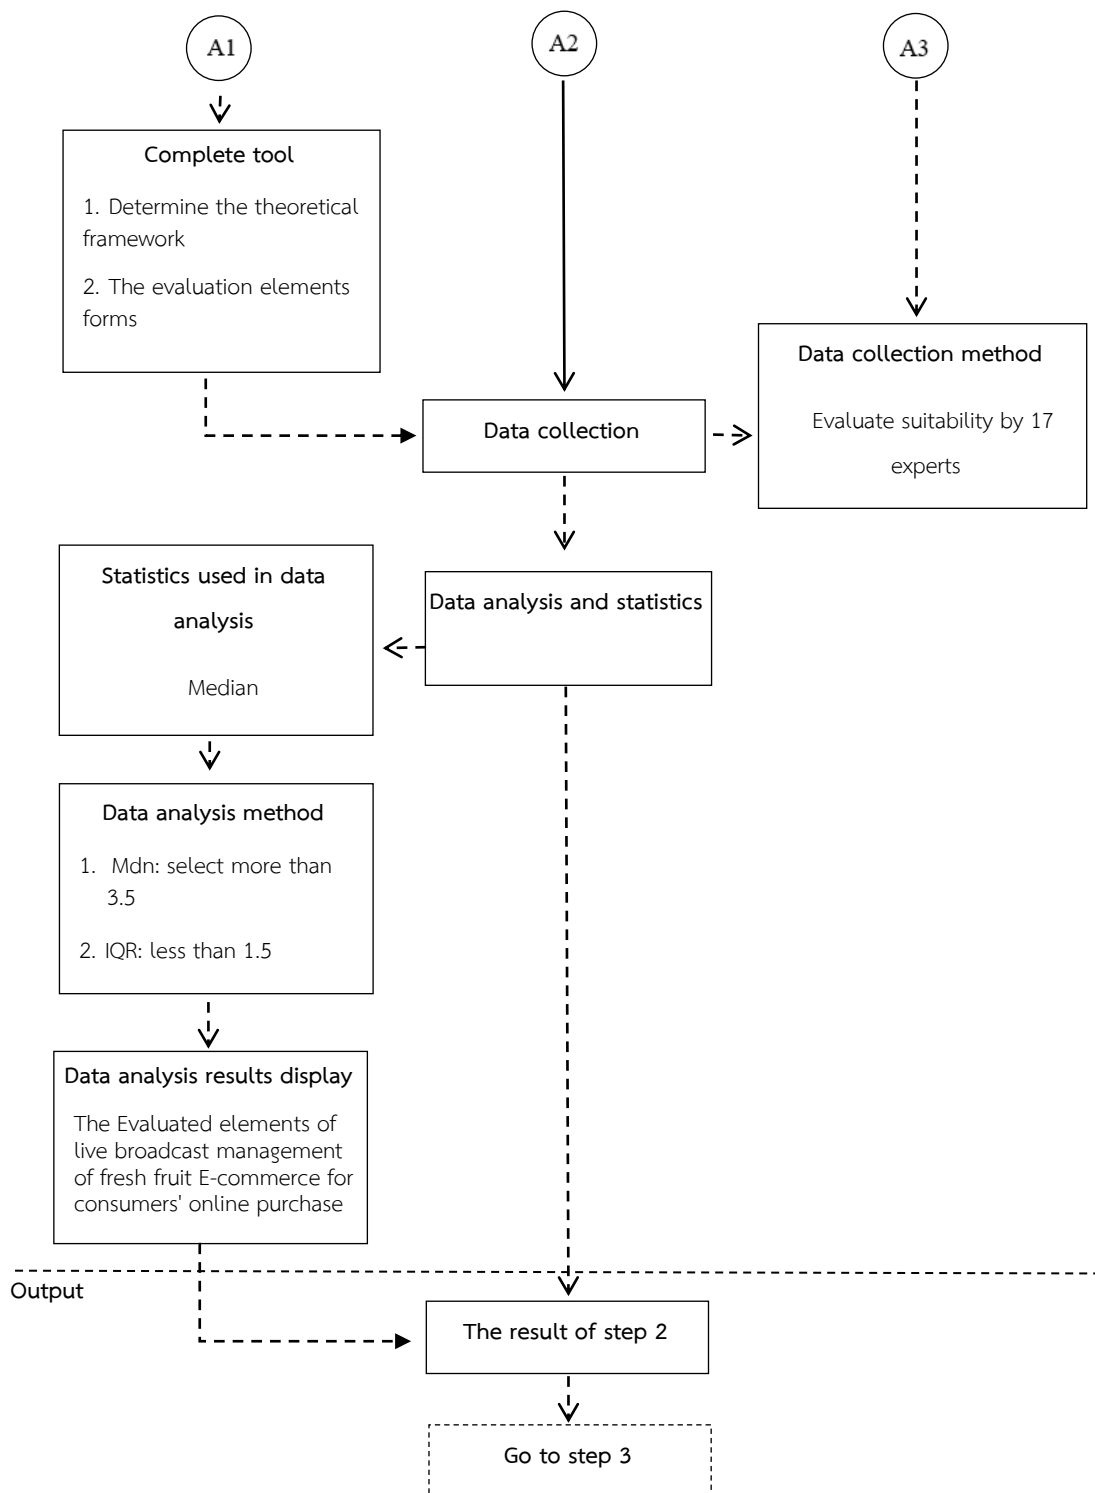 A1
A2
A3
Complete tool
1. Determine the theoretical
framework
2. The evaluation elements
forms
Data collection method
Evaluate suitability by 17
experts
Data collection
Statistics used in data
analysis
Median
Data analysis and statistics
Data analysis method
1. Mdn: select more than
3.5
2. IQR: less than 1.5
Data analysis results display
The Evaluated elements of
live broadcast management
of fresh fruit E-commerce for
consumers' online purchase
Output
The result of step 2
Go to step 3